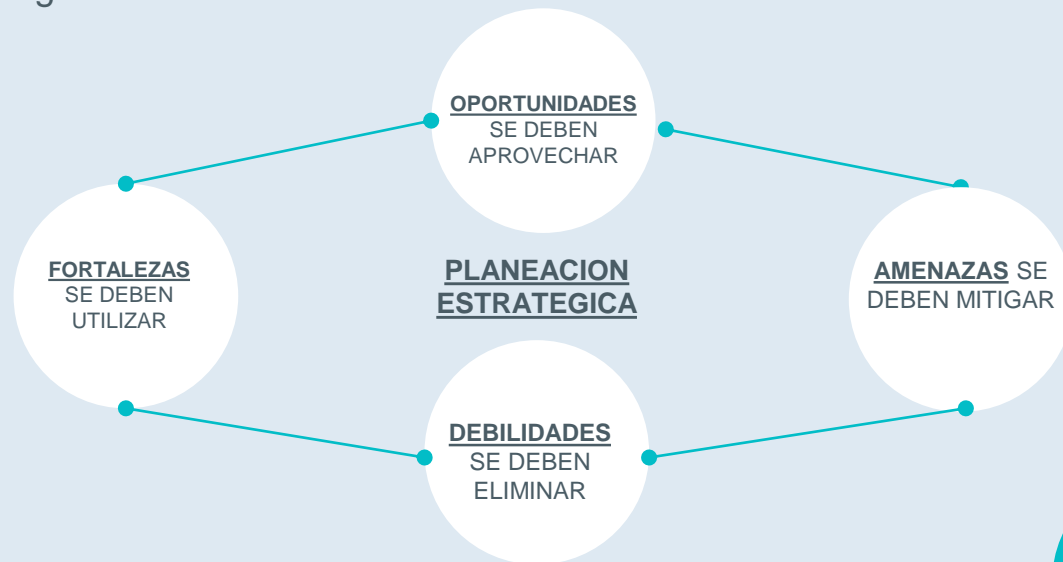 OPORTUNIDADES
SE DEBEN
APROVECHAR
FORTALEZAS
SE DEBEN
UTILIZAR
PLANEACION
ESTRATEGICA
AMENAZAS SE
DEBEN MITIGAR
DEBILIDADES
SE DEBEN
ELIMINAR